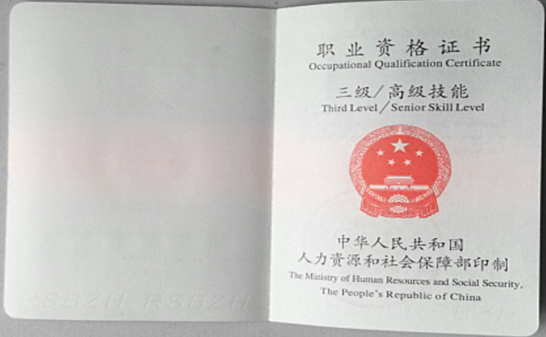 职业资格证书
Occupational Qualification Certificate
三级/高级技能
Third Level/Senior Skill Level
中华人民共和国
人力资源和社会保障部印制
The Ministry of Human Resources and Social Security,
The People's Republic of China
RSBZH RSBZH